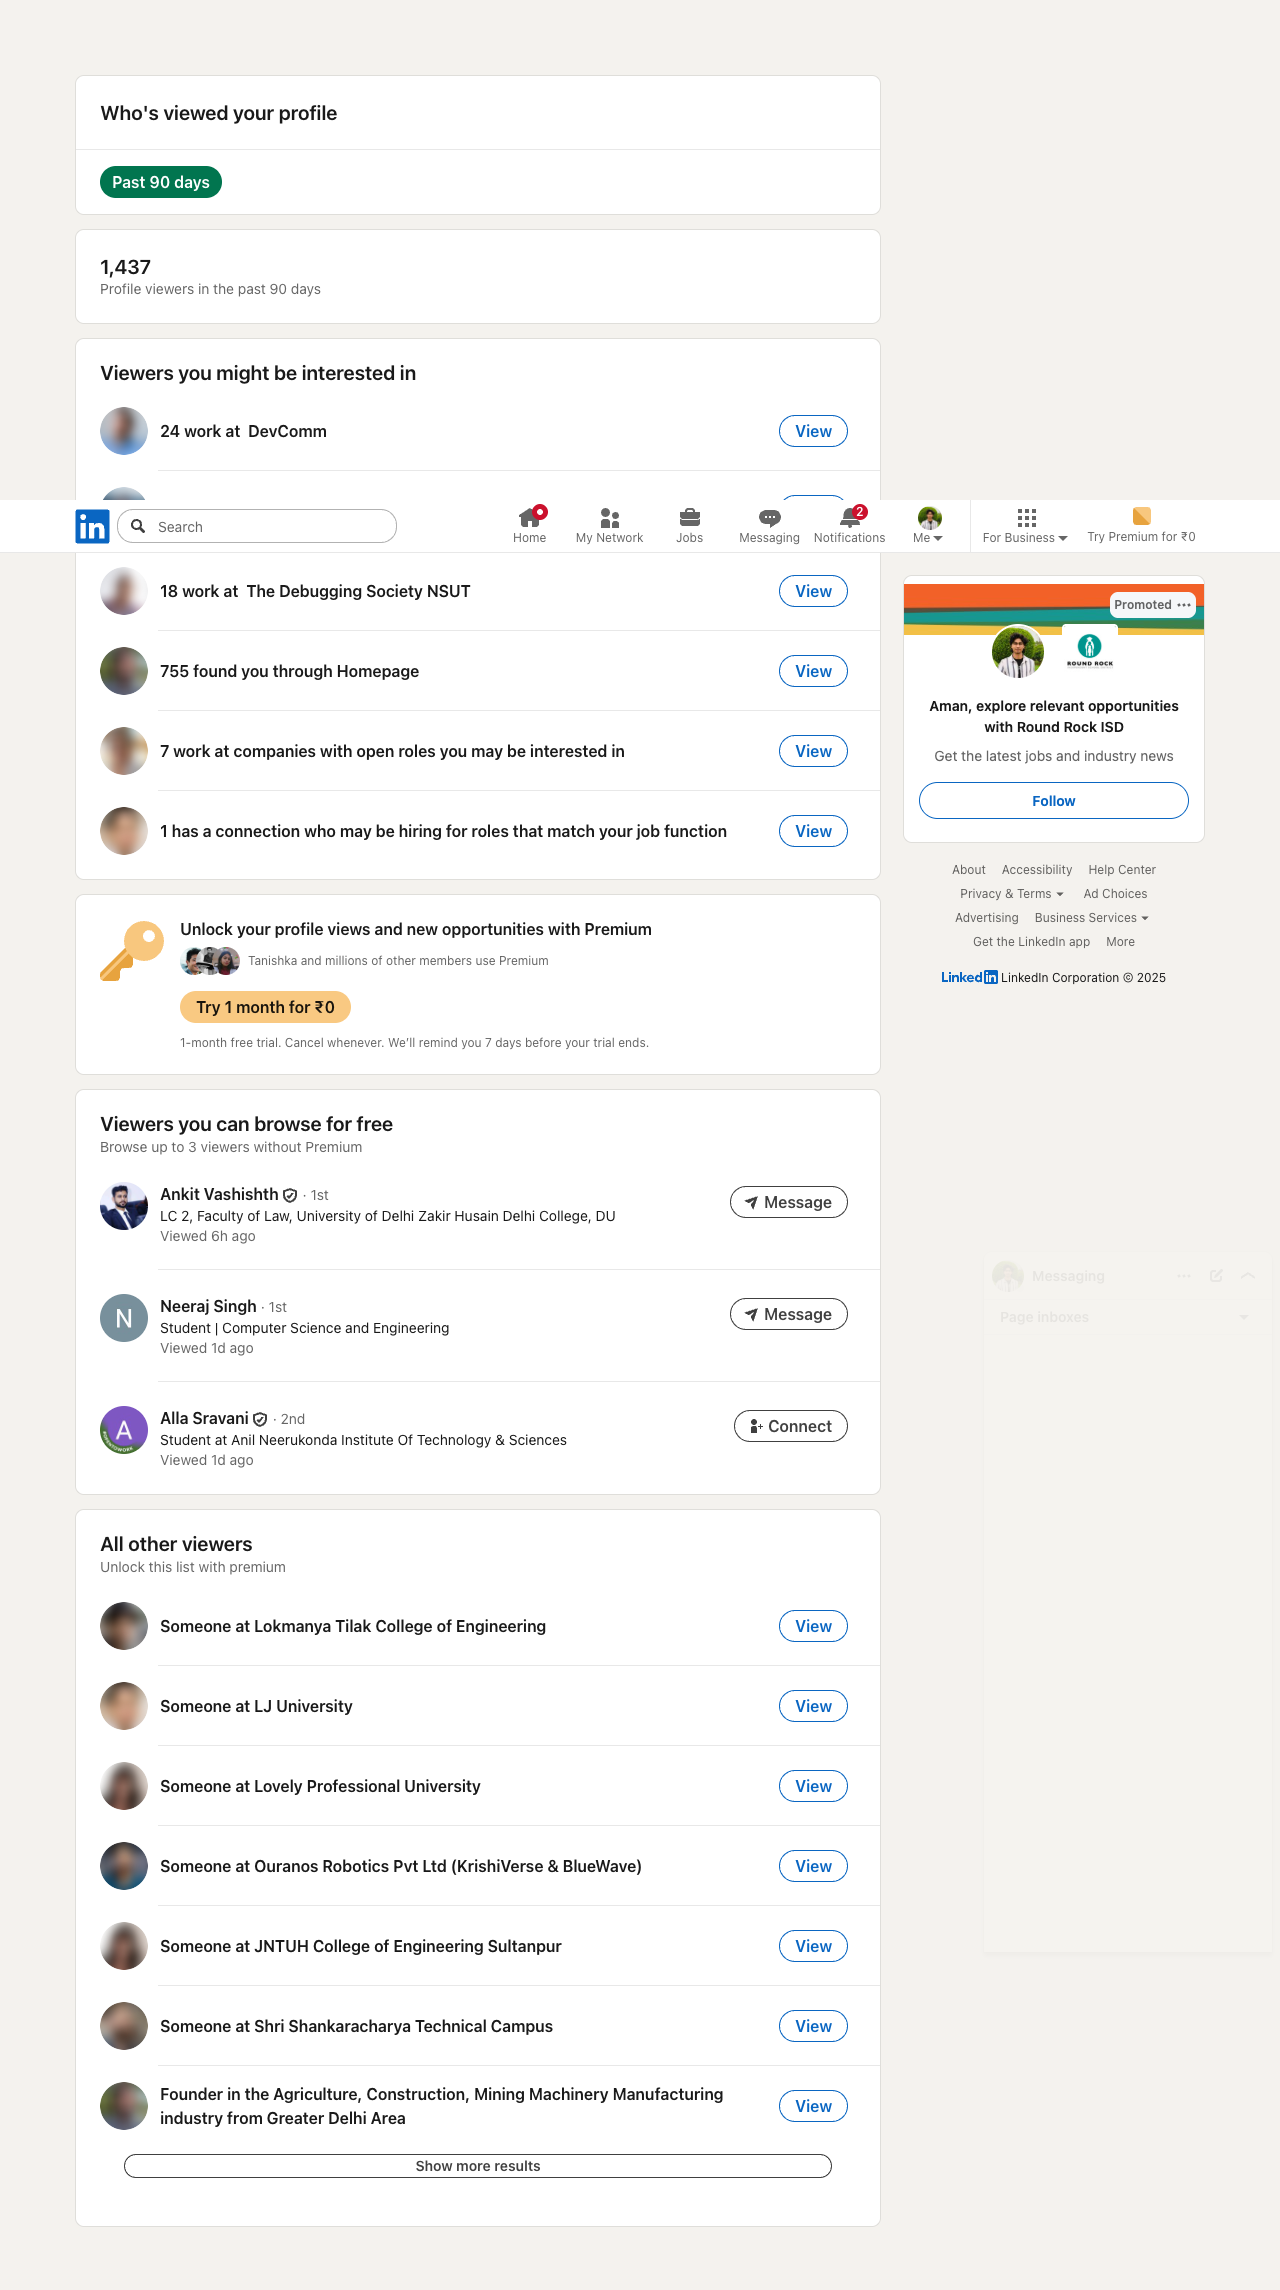 Who's viewed your profile
Past 90 days
1,437
Profile viewers in the past 90 days
Viewers you might be interested in
24 work at DevComm
View
in
Search
Home
My Network
Jobs
Messaging
2
Notifications
Me
For Business
Try Premium for ₹0
18 work at The Debugging Society NSUT
View
755 found you through Homepage
View
7 work at companies with open roles you may be interested in
View
1 has a connection who may be hiring for roles that match your job function
View
Promoted
ROUND ROCK
Aman, explore relevant opportunities
with Round Rock ISD
Get the latest jobs and industry news
Follow
About Accessibility Help Center
Privacy & Terms Ad Choices
Advertising Business Services
Get the LinkedIn app More
Linkedin LinkedIn Corporation © 2025
Unlock your profile views and new opportunities with Premium
Tanishka and millions of other members use Premium
Try 1 month for ₹0
1-month free trial. Cancel whenever. We'll remind you 7 days before your trial ends.
Viewers you can browse for free
Browse up to 3 viewers without Premium
Ankit Vashishth · 1st
LC 2, Faculty of Law, University of Delhi Zakir Husain Delhi College, DU
Viewed 6h ago
Message
N
Neeraj Singh · 1st
Student | Computer Science and Engineering
Viewed 1d ago
Message
A
Alla Sravani · 2nd
Student at Anil Neerukonda Institute Of Technology & Sciences
Viewed 1d ago
Connect
Messaging
Page inboxes
All other viewers
Unlock this list with premium
Someone at Lokmanya Tilak College of Engineering
View
Someone at LJ University
View
Someone at Lovely Professional University
View
Someone at Ouranos Robotics Pvt Ltd (KrishiVerse & BlueWave)
View
Someone at JNTUH College of Engineering Sultanpur
View
Someone at Shri Shankaracharya Technical Campus
View
Founder in the Agriculture, Construction, Mining Machinery Manufacturing
industry from Greater Delhi Area
View
Show more results